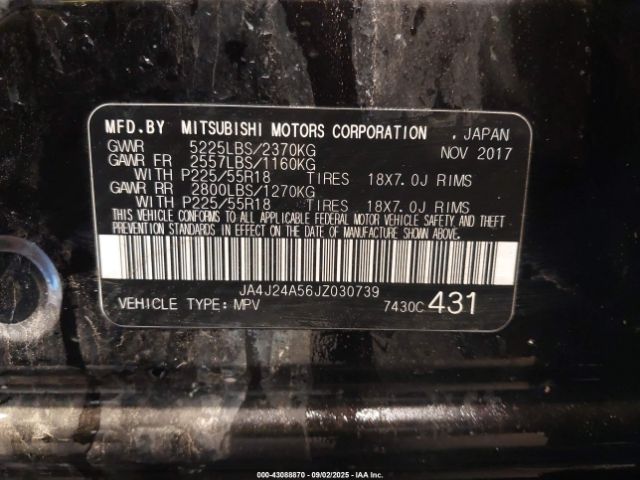 MFD.BY MITSUBISHI MOTORS CORPORATION , JAPAN
GVWR 5225LBS/2370KG NOV 2017
GAWR FR 2557LBS/1160KG
WITH P225/55R18 TIRES 18X7.0J RIMS
GAWR RR 2800LBS/1270KG
WITH P225/55R18 TIRES 18X7.0J RIMS
THIS VEHICLE CONFORMS TO ALL APPLICABLE FEDERAL MOTOR VEHICLE SAFETY AND THEFT
PREVENTION STANDARDS IN EFFECT ON THE DATE OF MANUFACTURE SHOWN ABOVE.
JA4J24A56JZ030739
VEHICLE TYPE: MPV 7430C 431
000-43088870 - 09/02/2025 - IAA Inc.